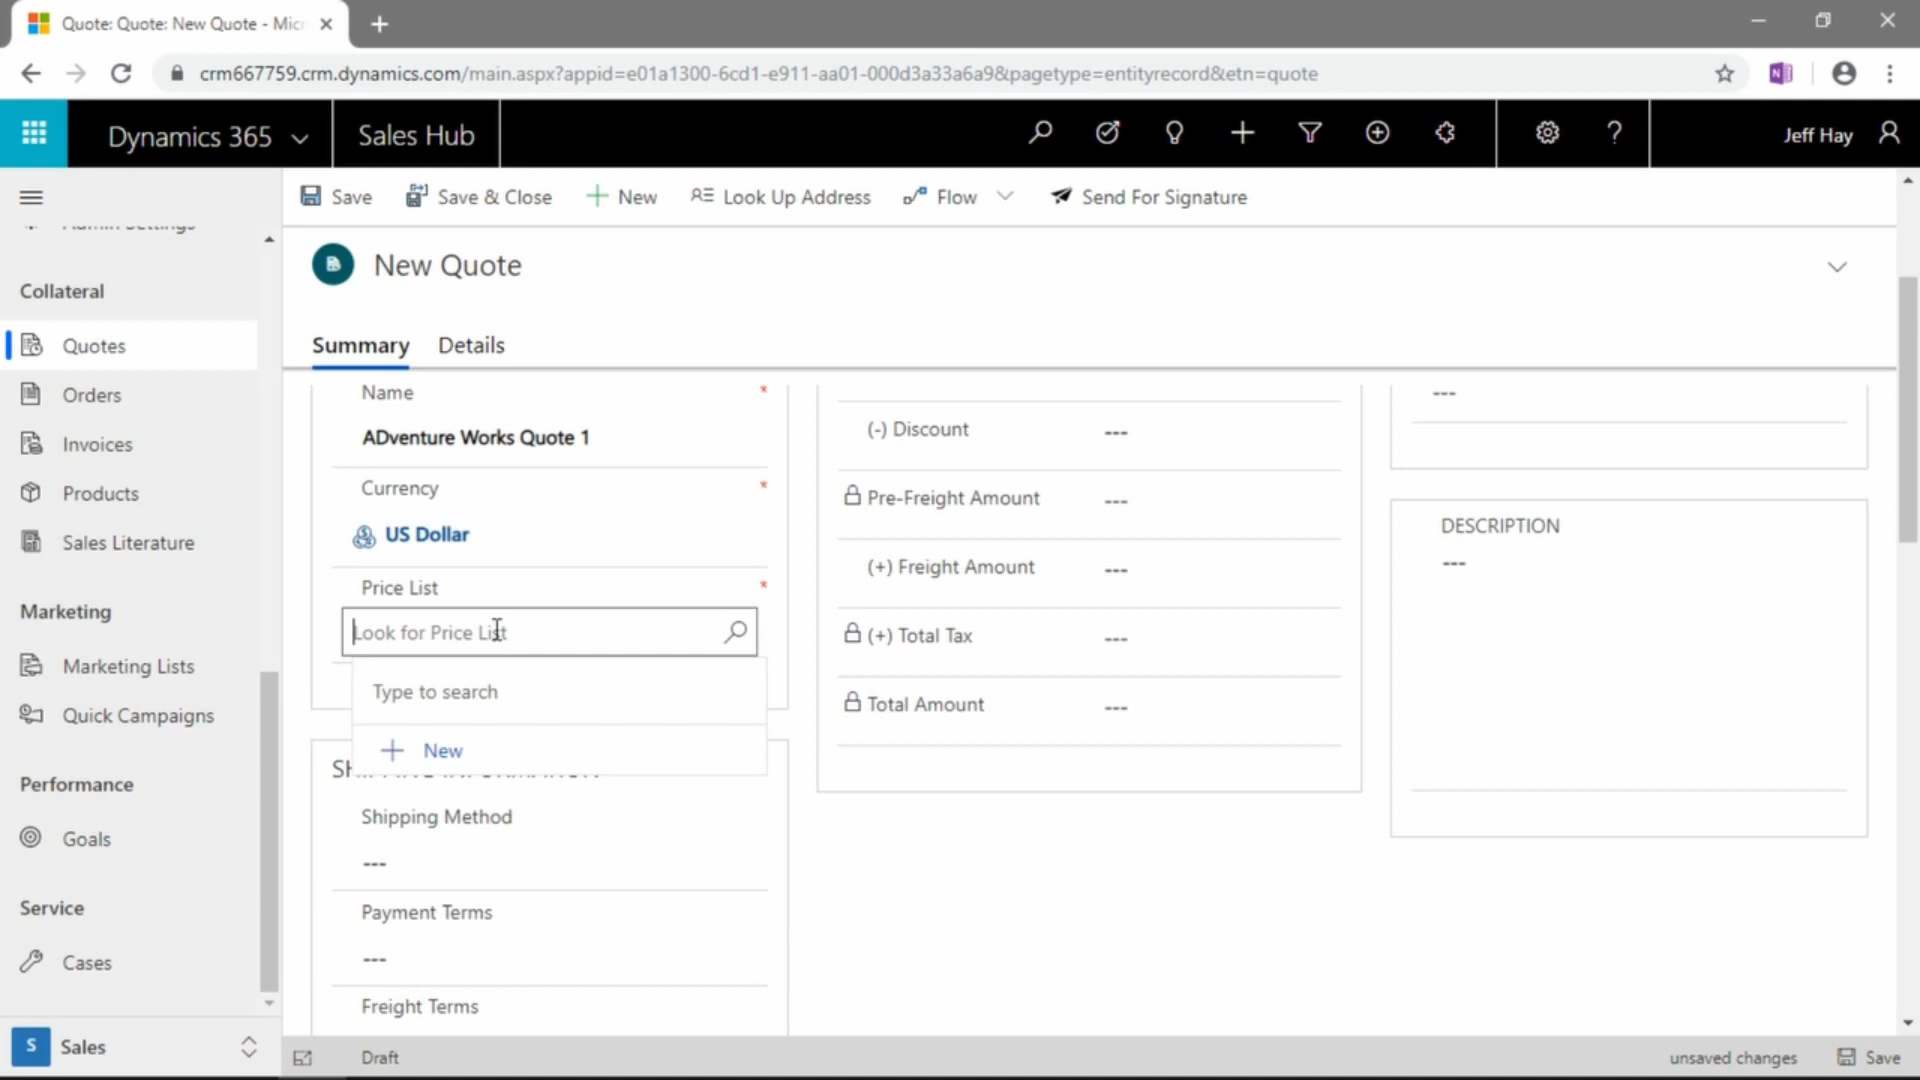 Quote: Quote: New Quote - Mic
crm667759.crm.dynamics.com/main.aspx?appid=e01a1300-6cd1-e911-aa01-000d3a33a6a9&pagetype=entityrecord&etn=quote
Dynamics 365
Sales Hub
Jeff Hay
Save
Save & Close
New
Look Up Address
Flow
Send For Signature
Admin Settings
New Quote
Summary
Details
Collateral
Quotes
Orders
Invoices
Products
Sales Literature
Marketing
Marketing Lists
Quick Campaigns
Performance
Goals
Service
Cases
S
Sales
Name
*
ADventure Works Quote 1
Currency
*
US Dollar
Price List
*
Look for Price List
Type to search
New
Shipping Method
---
Payment Terms
---
Freight Terms
(-) Discount
---
Pre-Freight Amount
---
(+) Freight Amount
---
(+) Total Tax
---
Total Amount
---
---
DESCRIPTION
---
Draft
unsaved changes
Save